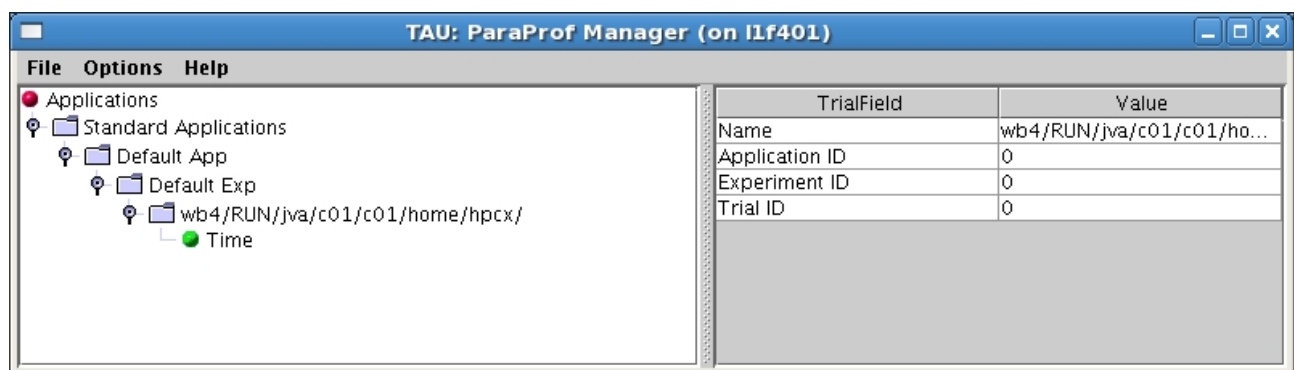 TAU: ParaProf Manager (on l1f401)
File Options Help
Applications
Standard Applications
Default App
Default Exp
wb4/RUN/jva/c01/c01/home/hpcx/
Time
TrialField Value
Name wb4/RUN/jva/c01/c01/ho...
Application ID 0
Experiment ID 0
Trial ID 0